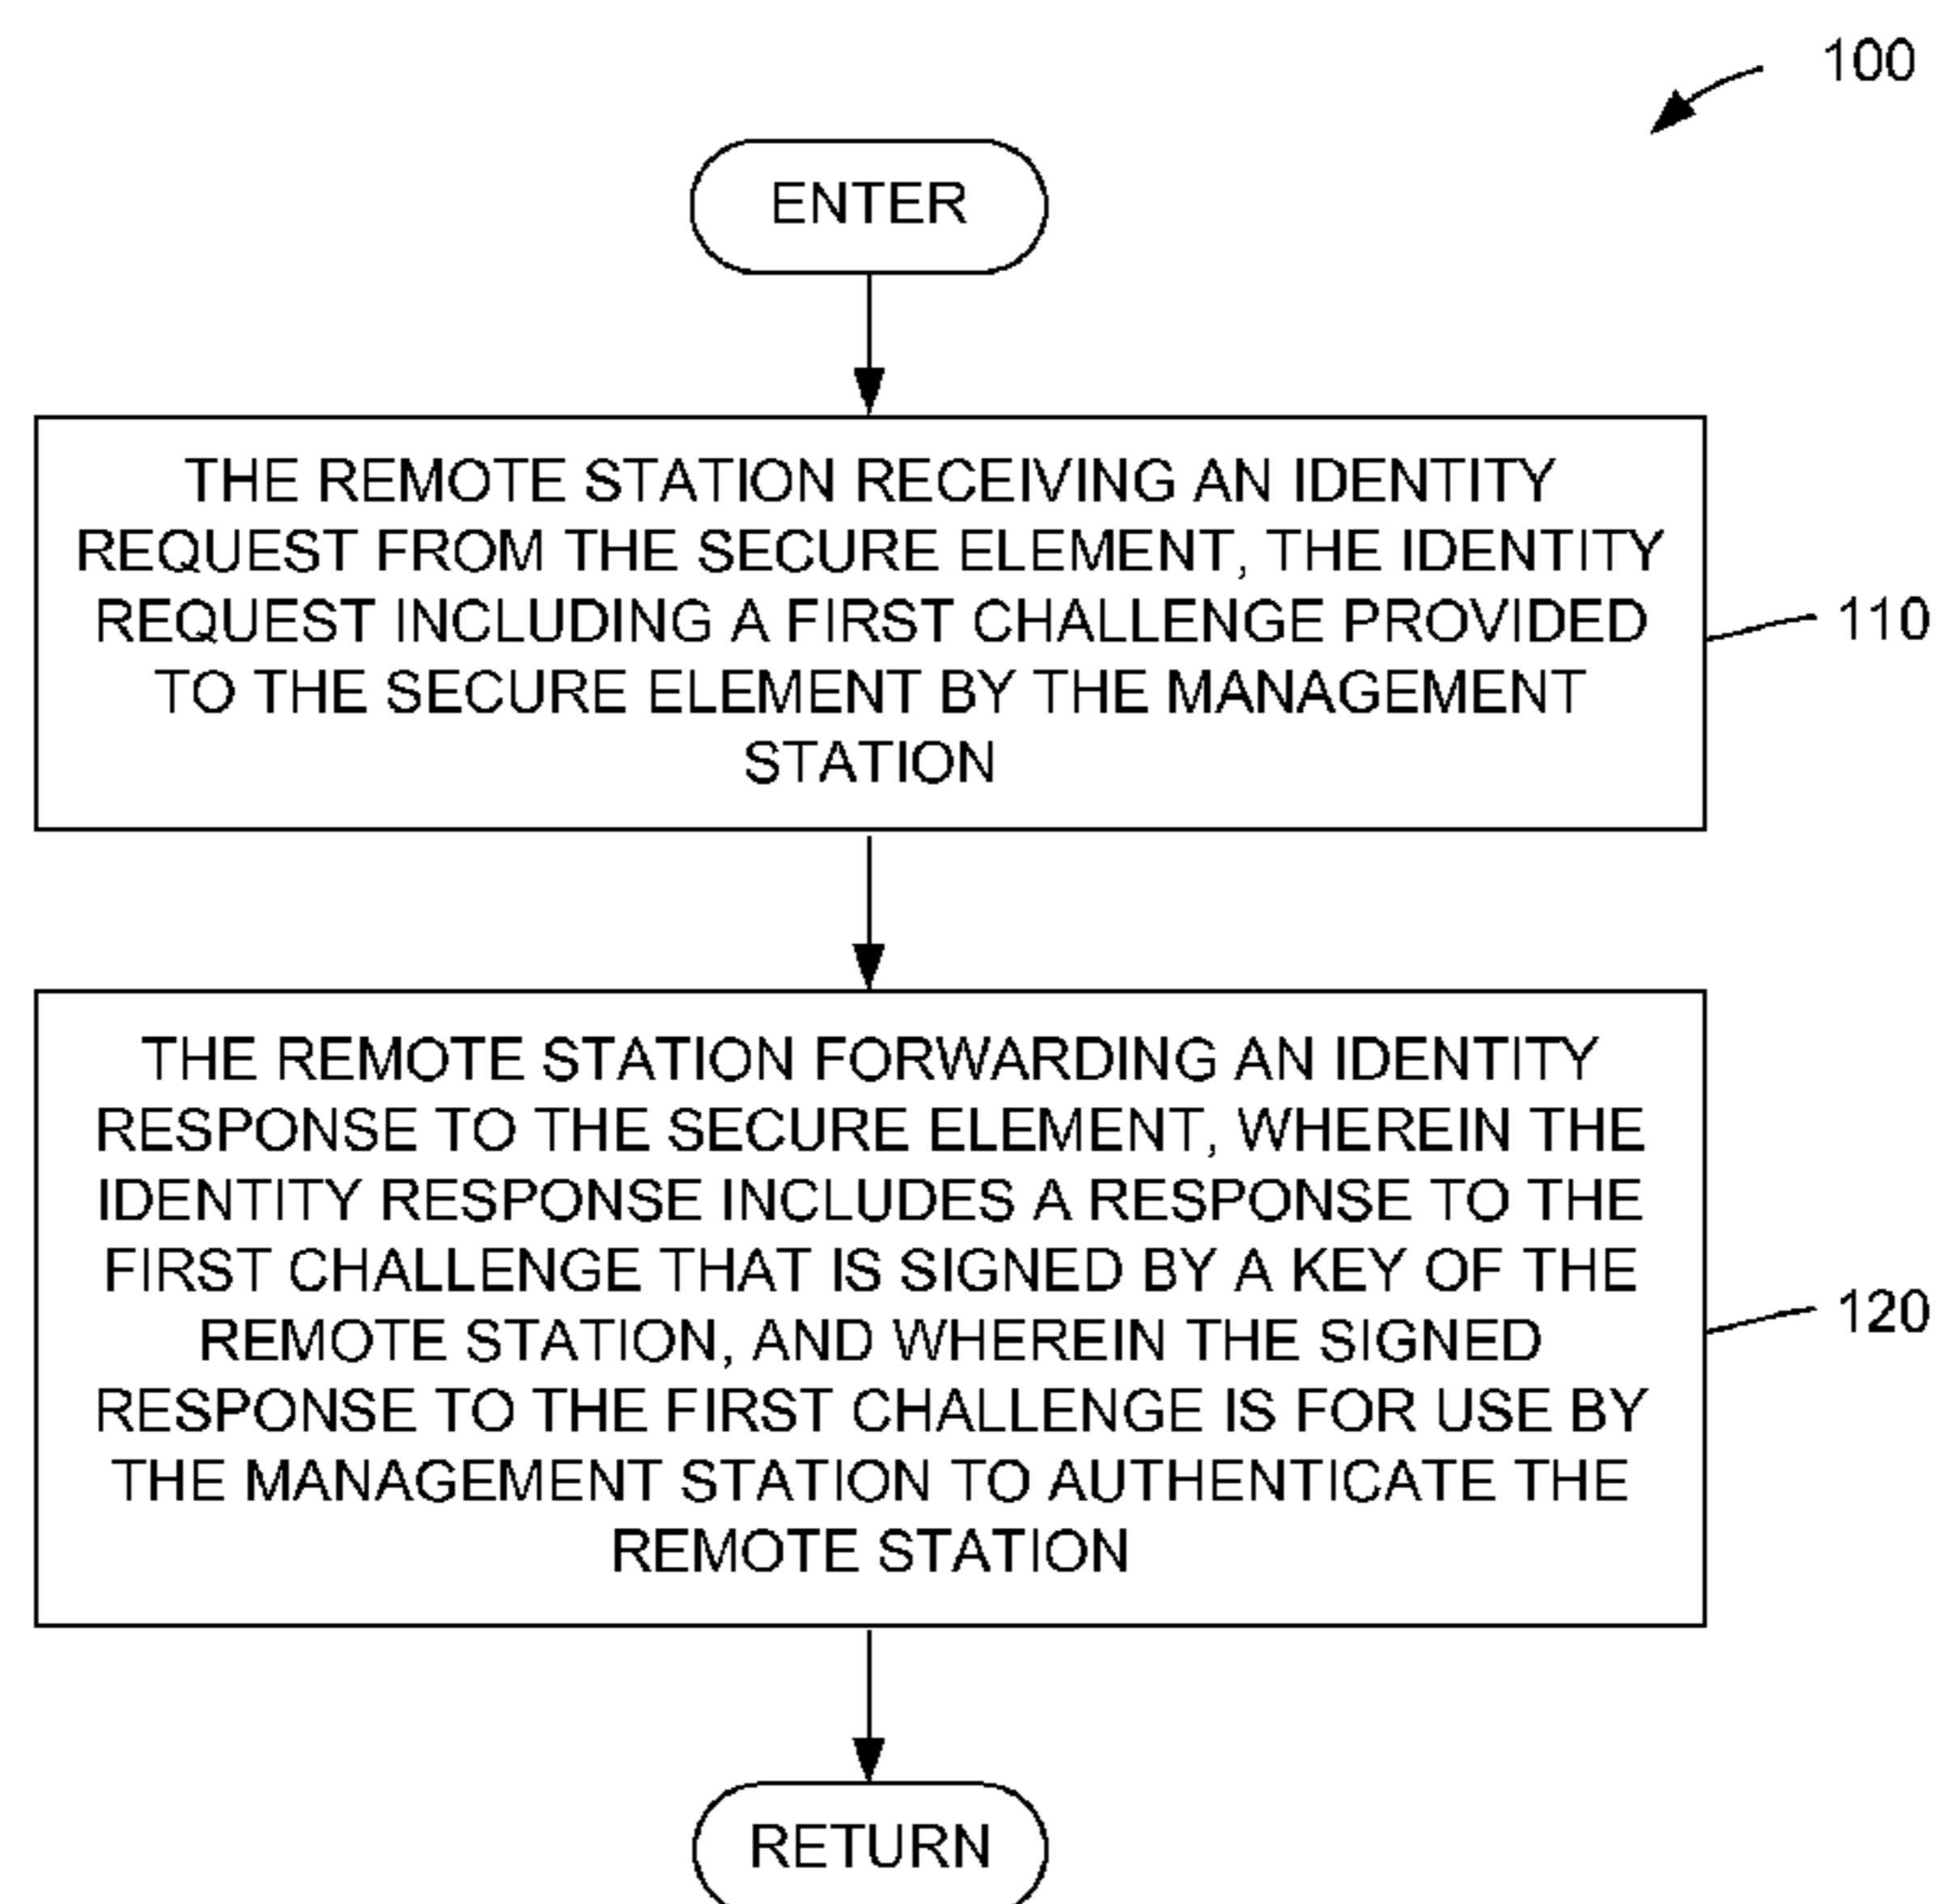 100
ENTER
THE REMOTE STATION RECEIVING AN IDENTITY
REQUEST FROM THE SECURE ELEMENT, THE IDENTITY
REQUEST INCLUDING A FIRST CHALLENGE PROVIDED
TO THE SECURE ELEMENT BY THE MANAGEMENT
STATION
110
THE REMOTE STATION FORWARDING AN IDENTITY
RESPONSE TO THE SECURE ELEMENT, WHEREIN THE
IDENTITY RESPONSE INCLUDES A RESPONSE TO THE
FIRST CHALLENGE THAT IS SIGNED BY A KEY OF THE
REMOTE STATION, AND WHEREIN THE SIGNED
RESPONSE TO THE FIRST CHALLENGE IS FOR USE BY
THE MANAGEMENT STATION TO AUTHENTICATE THE
REMOTE STATION
120
RETURN